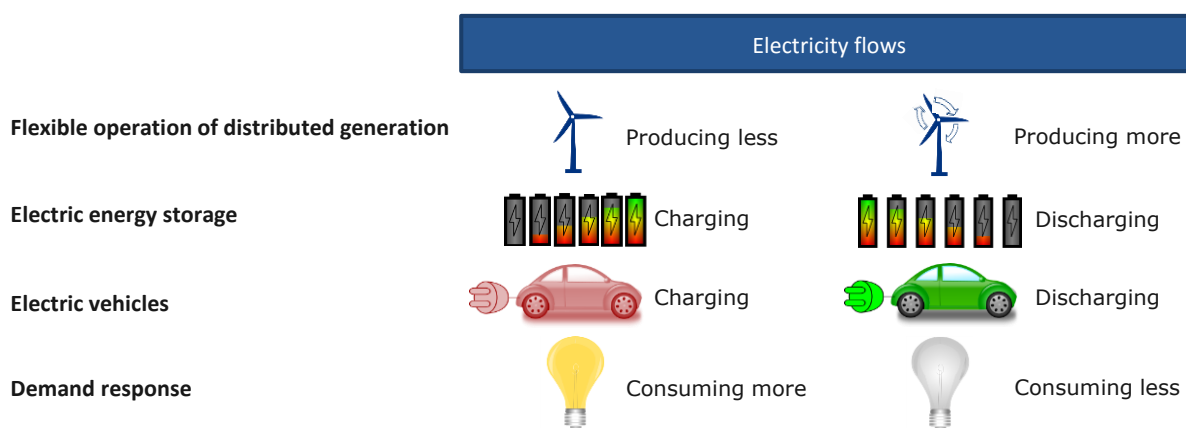 Electricity flows
Flexible operation of distributed generation
Producing less
Producing more
Electric energy storage
Charging
Discharging
Electric vehicles
Charging
Discharging
Demand response
Consuming more
Consuming less